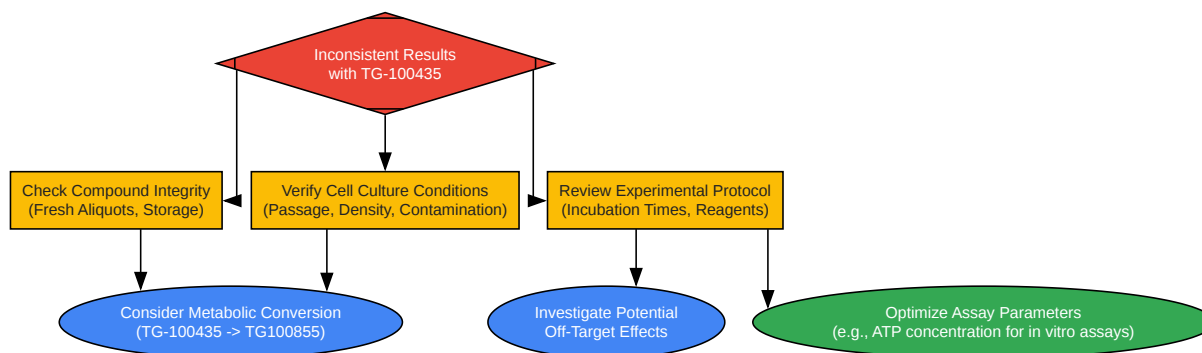 Inconsistent Results
with TG-100435
Check Compound Integrity
(Fresh Aliquots, Storage)
Verify Cell Culture Conditions
(Passage, Density, Contamination)
Review Experimental Protocol
(Incubation Times, Reagents)
Consider Metabolic Conversion
(TG-100435 -> TG100855)
Investigate Potential
Off-Target Effects
Optimize Assay Parameters
(e.g., ATP concentration for in vitro assays)